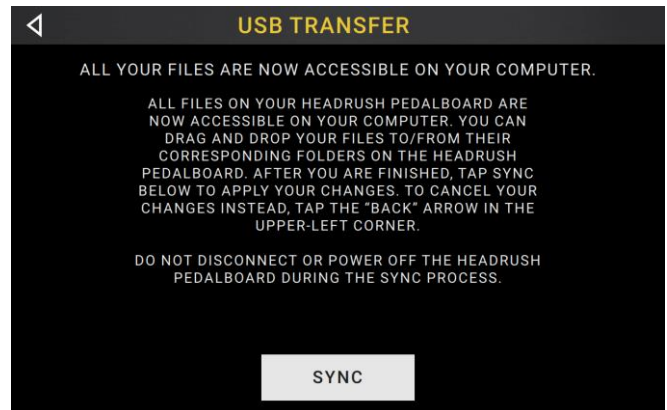 USB TRANSFER
ALL YOUR FILES ARE NOW ACCESSIBLE ON YOUR COMPUTER.
ALL FILES ON YOUR HEADRUSH PEDALBOARD ARE
NOW ACCESSIBLE ON YOUR COMPUTER. YOU CAN
DRAG AND DROP YOUR FILES TO/FROM THEIR
CORRESPONDING FOLDERS ON THE HEADRUSH
PEDALBOARD. AFTER YOU ARE FINISHED, TAP SYNC
BELOW TO APPLY YOUR CHANGES. TO CANCEL YOUR
CHANGES INSTEAD, TAP THE “BACK” ARROW IN THE
UPPER-LEFT CORNER.
DO NOT DISCONNECT OR POWER OFF THE HEADRUSH
PEDALBOARD DURING THE SYNC PROCESS.
SYNC